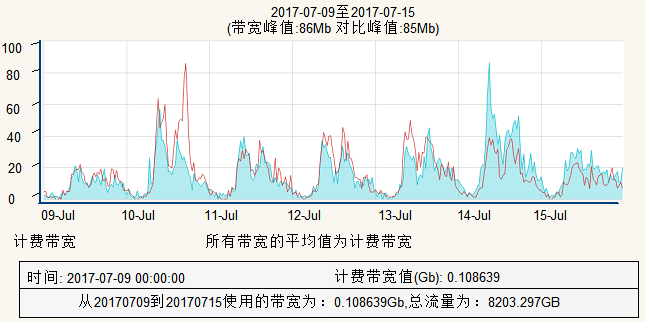 2017-07-09至2017-07-15
(带宽峰值:86Mb 对比峰值:85Mb)
100
80
60
40
20
0
09-Jul 10-Jul 11-Jul 12-Jul 13-Jul 14-Jul 15-Jul
计费带宽 所有带宽的平均值为计费带宽
时间: 2017-07-09 00:00:00 计费带宽值(Gb): 0.108639
从20170709到20170715使用的带宽为：0.108639Gb,总流量为：8203.297GB